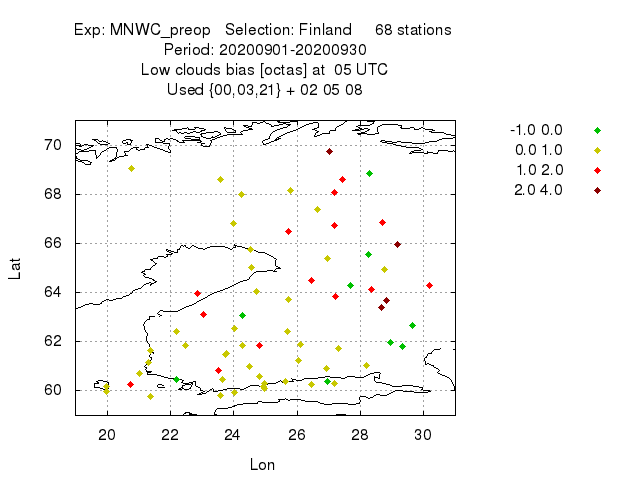 Exp: MNWC_preop   Selection: Finland     68 stations
Period: 20200901-20200930
Low clouds bias [octas] at  05 UTC
Used {00,03,21} + 02 05 08
-1.0 0.0
0.0 1.0
1.0 2.0
2.0 4.0
70
68
66
64
62
60
Lat
20 22 24 26 28 30
Lon